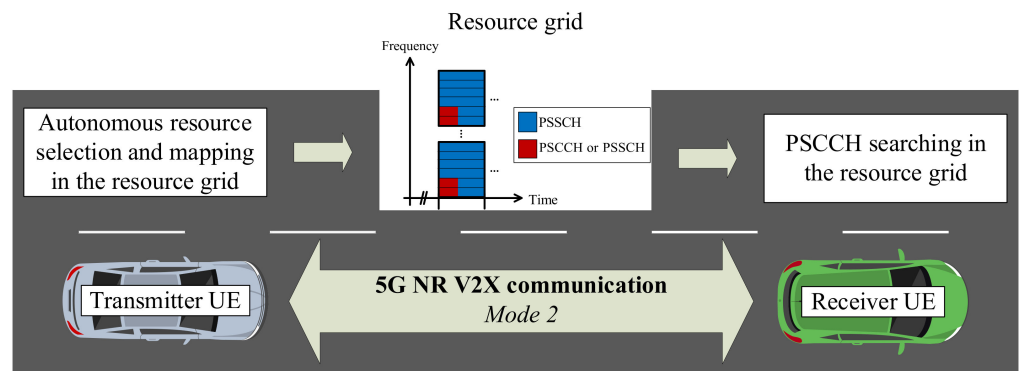 Resource grid
Frequency
...
...
...
PSSCH
PSCCH or PSSCH
Time
Autonomous resource
selection and mapping
in the resource grid
PSCCH searching in
the resource grid
5G NR V2X communication
Mode 2
Transmitter UE
Receiver UE